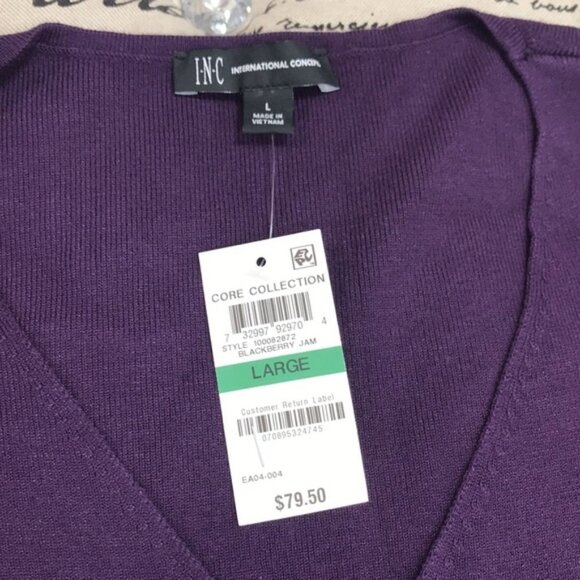 I·N·C INTERNATIONAL CONCEPTS
L
MADE IN
VIETNAM
CORE COLLECTION
7 32997 92970 4
STYLE 100082872
BLACKBERRY JAM
LARGE
Customer Return Label
070895324745
EA04-004
$79.50